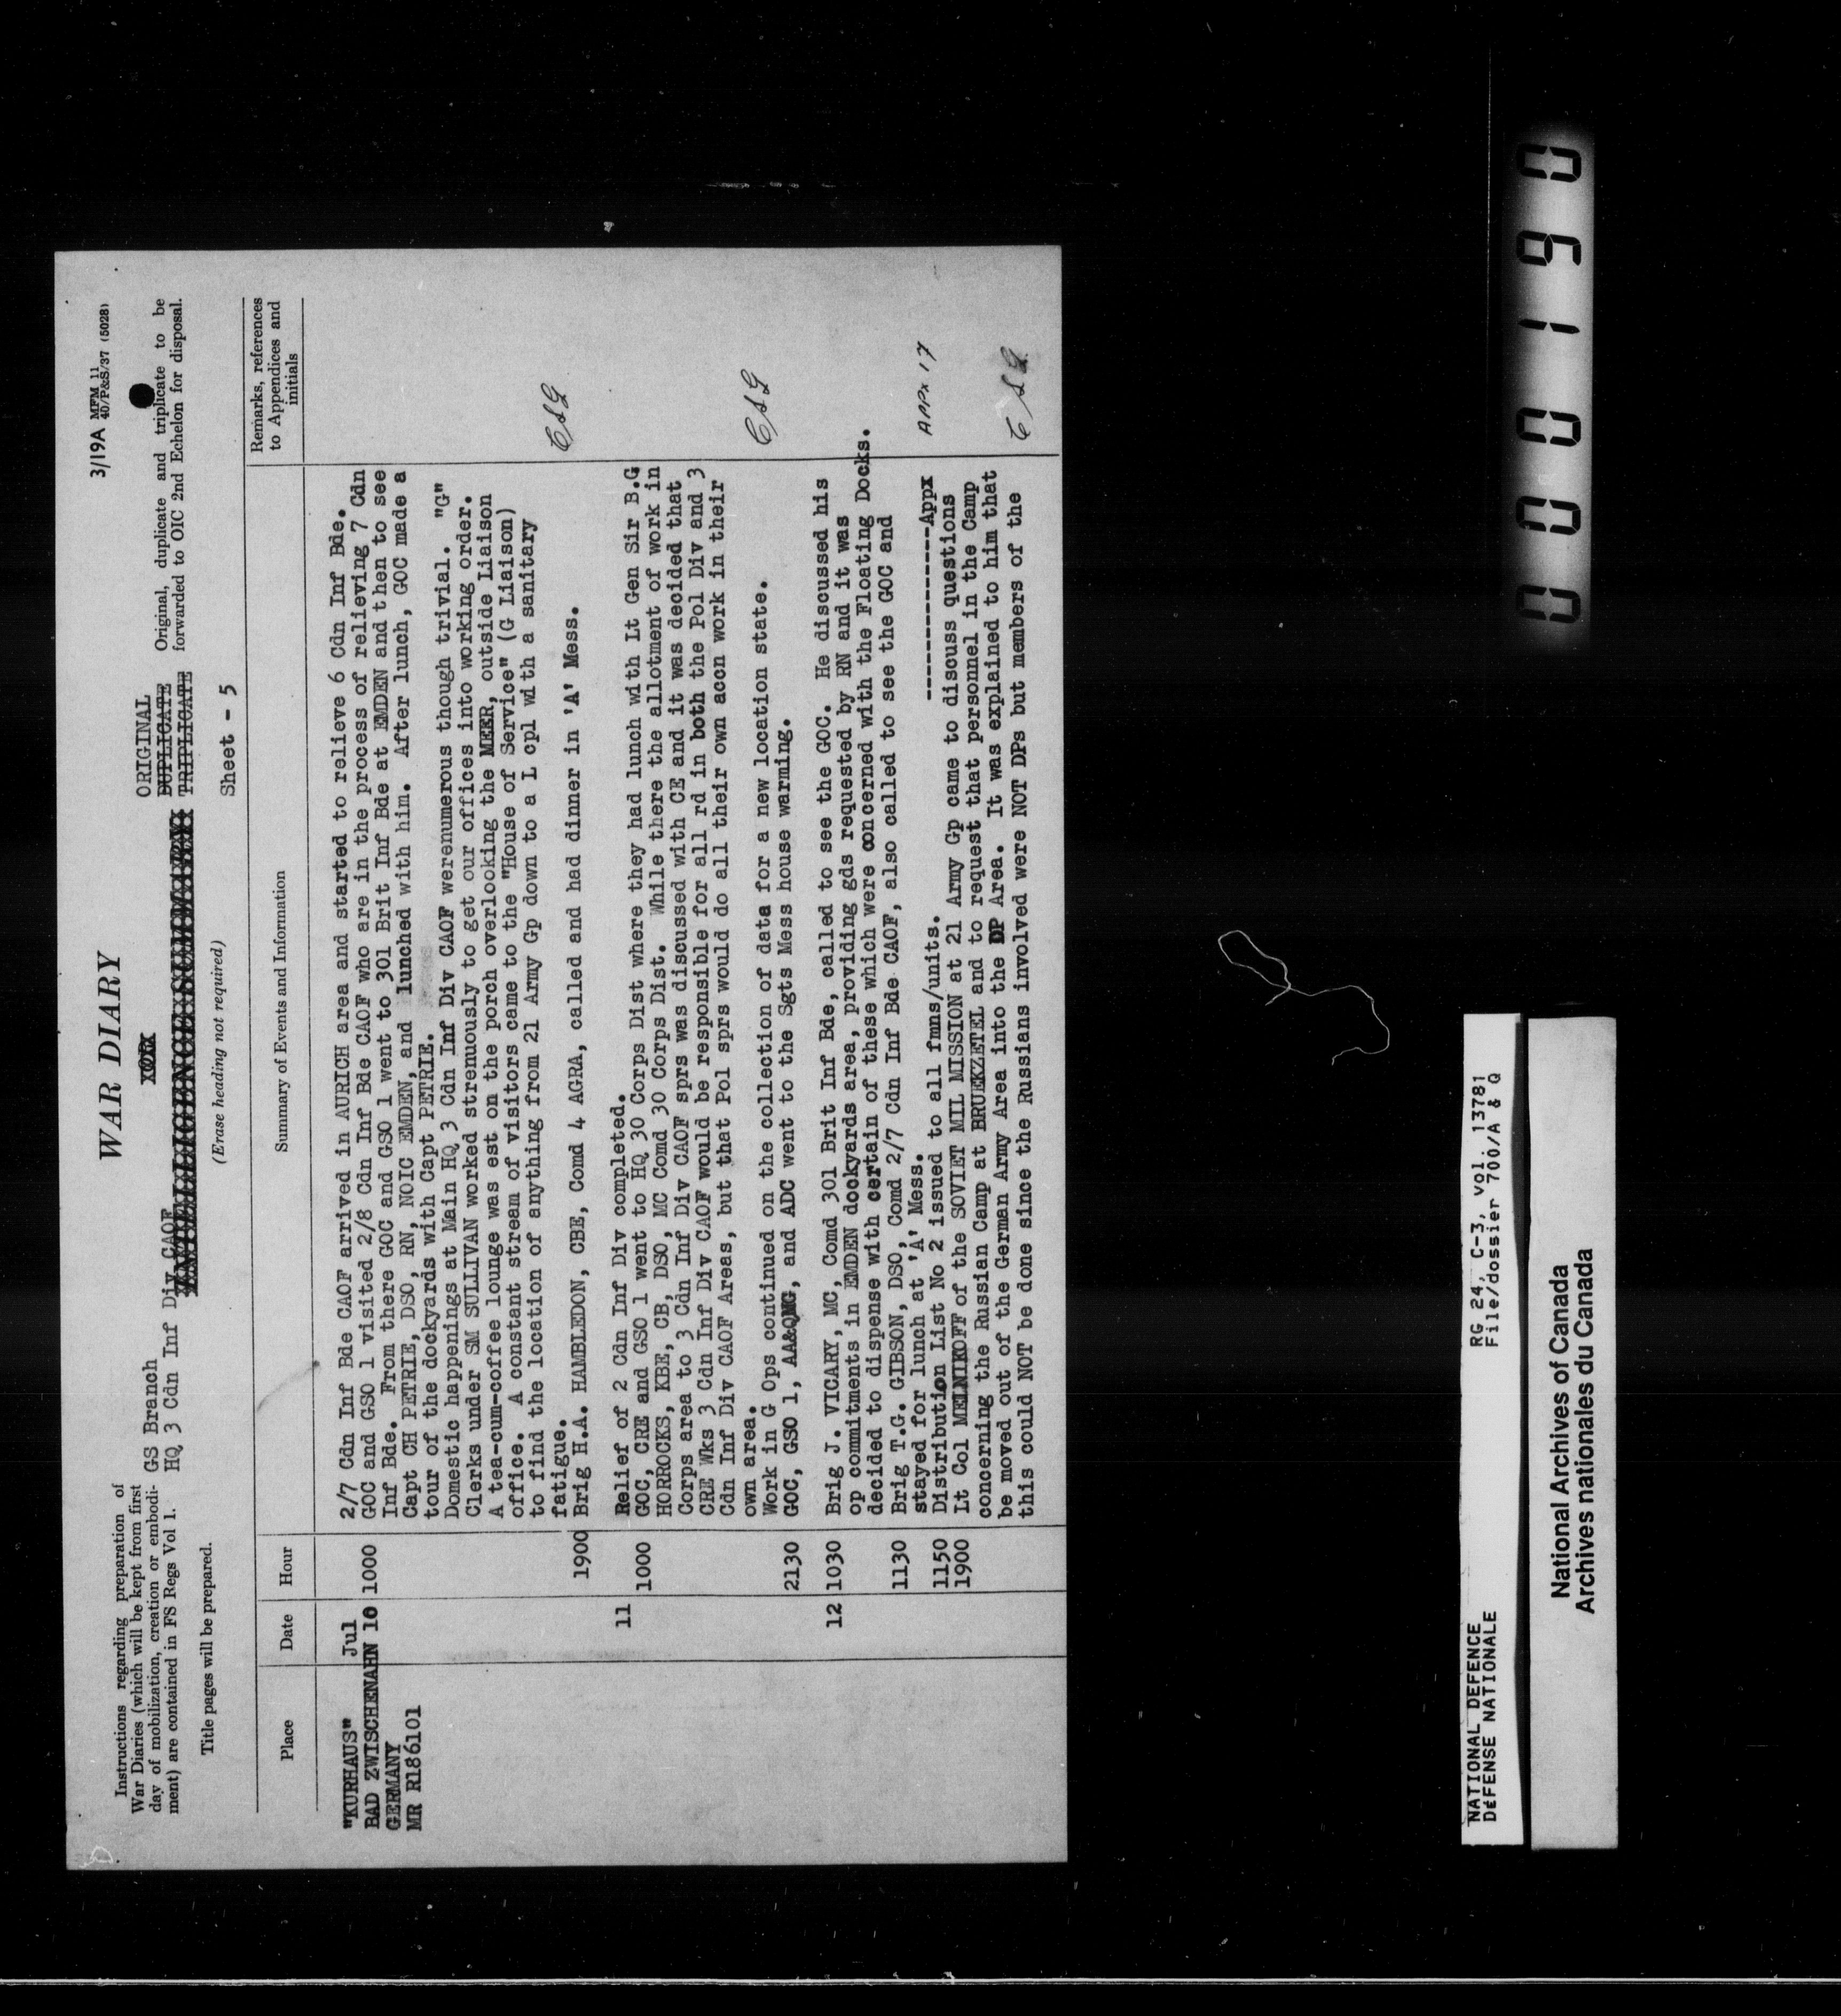 3/19A MFM 11
40/P&S/37 (5028)
WAR DIARY
Instructions regarding preparation of
War Diaries (which will be kept from first
day of mobilization, creation or embodi-
ment) are contained in FS Regs Vol 1.
Title pages will be prepared.
GS Branch
HQ 3 Cdn Inf Div CAOF
(Erase heading not required)
ORIGINAL
DUPLICATE
TRIPLICATE
Sheet - 5
Original, duplicate and triplicate to be
forwarded to OIC 2nd Echelon for disposal.
Place Date Hour Summary of Events and Information Remarks, references
to Appendices and
initials
"KURHAUS" Jul 2/7 Cdn Inf Bde CAOF arrived in AURICH area and started to relieve 6 Cdn Inf Bde.
BAD ZWISCHENAHN 10 1000 GOC and GSO 1 visited 2/8 Cdn Inf Bde CAOF who are in the process of relieving 7 Cdn
GERMANY Inf Bde. From there GOC and GSO 1 went to 301 Brit Inf Bde at EMDEN and then to see
MR R186101 Capt CH PETRIE, DSO, RN, NOIC EMDEN, and lunched with him. After lunch, GOC made a
tour of the dockyards with Capt PETRIE.
Domestic happenings at Main HQ 3 Cdn Inf Div CAOF werenumerous though trivial. "G"
Clerks under SM SULLIVAN worked strenuously to get our offices into working order.
A tea-cum-coffee lounge was est on the porch overlooking the MEER, outside Liaison
office. A constant stream of visitors came to the "House of Service" (G Liaison)
to find the location of anything from 21 Army Gp down to a L cpl with a sanitary
fatigue.
1900 Brig H.A. HAMBLEDON, CBE, Comd 4 AGRA, called and had dinner in 'A' Mess. CSG
11 Relief of 2 Cdn Inf Div completed.
1000 GOC, CRE and GSO 1 went to HQ 30 Corps Dist where they had lunch with Lt Gen Sir B.G
HORROCKS, KBE, CB, DSO, MC Comd 30 Corps Dist. While there the allotment of work in
Corps area to 3 Cdn Inf Div CAOF sprs was discussed with CE and it was decided that
CRE Wks 3 Cdn Inf Div CAOF would be responsible for all rd in both the Pol Div and 3
Cdn Inf Div CAOF Areas, but that Pol sprs would do all their own accn work in their
own area.
Work in G Ops continued on the collection of data for a new location state. CSG
2130 GOC, GSO 1, AA&QMG, and ADC went to the Sgts Mess house warming.
12 1030 Brig J. VICARY, MC, Comd 301 Brit Inf Bde, called to see the GOC. He discussed his
op commitments in EMDEN dockyards area, providing gds requested by RN and it was
decided to dispense with certain of these which were concerned with the Floating Docks.
1130 Brig T.G. GIBSON, DSO, Comd 2/7 Cdn Inf Bde CAOF, also called to see the GOC and
stayed for lunch at 'A' Mess.
1150 Distribution List No 2 issued to all fmns/units. ---------------Appx APPX 17
1900 Lt Col MELNIKOFF of the SOVIET MIL MISSION at 21 Army Gp came to discuss questions
concerning the Russian Camp at BRUEKZETEL and to request that personnel in the Camp
be moved out of the German Army Area into the DP Area. It was explained to him that
this could NOT be done since the Russians involved were NOT DPs but members of the CSG
000190
NATIONAL DEFENCE RG 24, C-3, vol. 13781
DÉFENSE NATIONALE File/dossier 700/A & Q
National Archives of Canada
Archives nationales du Canada